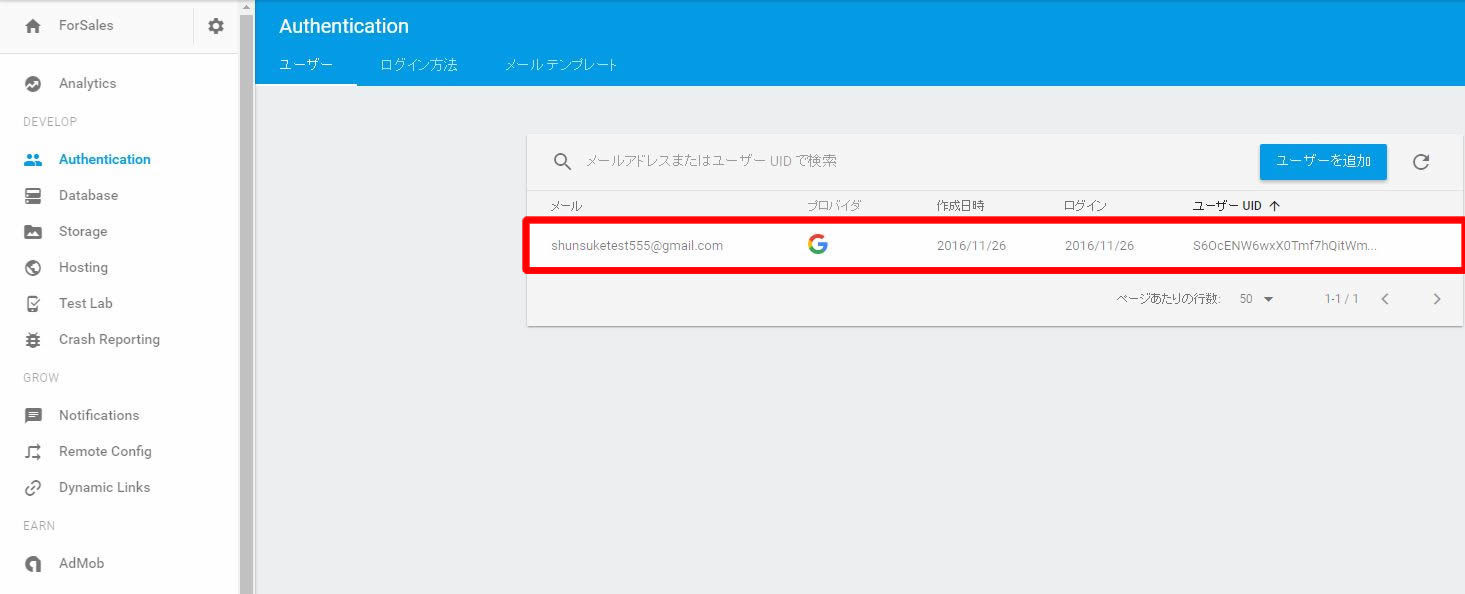 ForSales
Analytics
DEVELOP
Authentication
Database
Storage
Hosting
Test Lab
Crash Reporting
GROW
Notifications
Remote Config
Dynamic Links
EARN
AdMob
Authentication
ユーザー ログイン方法 メール テンプレート
メールアドレスまたはユーザー UID で検索 ユーザーを追加
メール プロバイダ 作成日時 ログイン ユーザー UID ↑
shunsuketest555@gmail.com 2016/11/26 2016/11/26 S6OcENW6wxX0Tmf7hQitWm...
ページあたりの行数: 50 1-1 / 1